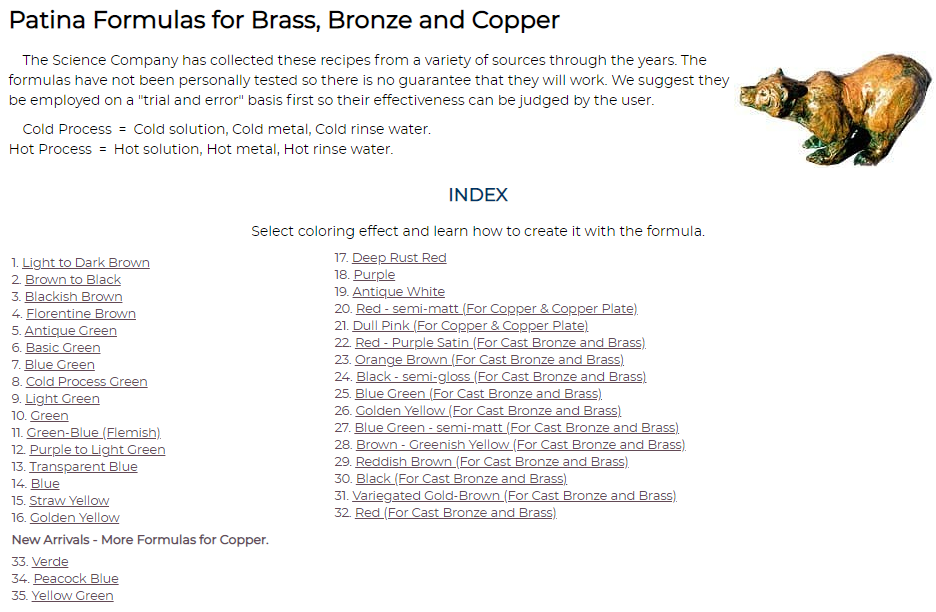 Patina Formulas for Brass, Bronze and Copper
The Science Company has collected these recipes from a variety of sources through the years. The
formulas have not been personally tested so there is no guarantee that they will work. We suggest they
be employed on a "trial and error" basis first so their effectiveness can be judged by the user.
Cold Process = Cold solution, Cold metal, Cold rinse water.
Hot Process = Hot solution, Hot metal, Hot rinse water.
INDEX
Select coloring effect and learn how to create it with the formula.
1. Light to Dark Brown
2. Brown to Black
3. Blackish Brown
4. Florentine Brown
5. Antique Green
6. Basic Green
7. Blue Green
8. Cold Process Green
9. Light Green
10. Green
11. Green-Blue (Flemish)
12. Purple to Light Green
13. Transparent Blue
14. Blue
15. Straw Yellow
16. Golden Yellow
17. Deep Rust Red
18. Purple
19. Antique White
20. Red - semi-matt (For Copper & Copper Plate)
21. Dull Pink (For Copper & Copper Plate)
22. Red - Purple Satin (For Cast Bronze and Brass)
23. Orange Brown (For Cast Bronze and Brass)
24. Black - semi-gloss (For Cast Bronze and Brass)
25. Blue Green (For Cast Bronze and Brass)
26. Golden Yellow (For Cast Bronze and Brass)
27. Blue Green - semi-matt (For Cast Bronze and Brass)
28. Brown - Greenish Yellow (For Cast Bronze and Brass)
29. Reddish Brown (For Cast Bronze and Brass)
30. Black (For Cast Bronze and Brass)
31. Variegated Gold-Brown (For Cast Bronze and Brass)
32. Red (For Cast Bronze and Brass)
New Arrivals - More Formulas for Copper.
33. Verde
34. Peacock Blue
35. Yellow Green